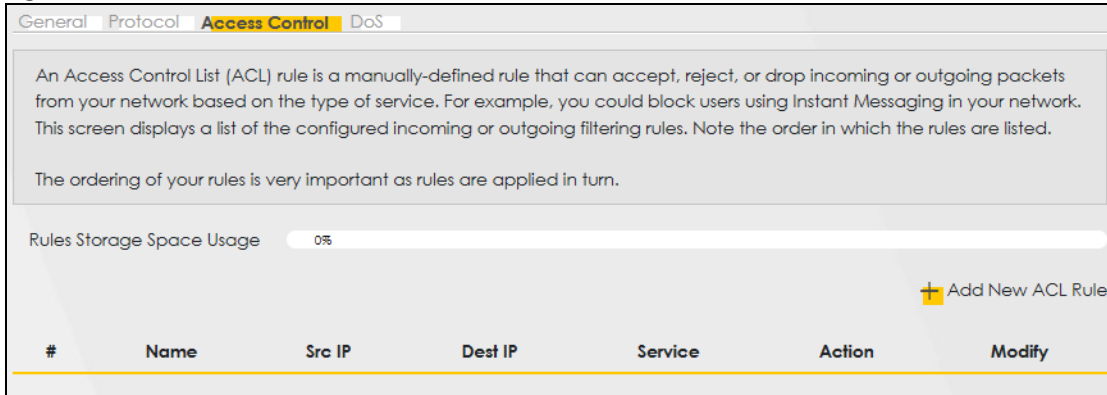 General Protocol Access Control DoS
An Access Control List (ACL) rule is a manually-defined rule that can accept, reject, or drop incoming or outgoing packets
from your network based on the type of service. For example, you could block users using Instant Messaging in your network.
This screen displays a list of the configured incoming or outgoing filtering rules. Note the order in which the rules are listed.
The ordering of your rules is very important as rules are applied in turn.
Rules Storage Space Usage 0%
+ Add New ACL Rule
# Name Src IP Dest IP Service Action Modify